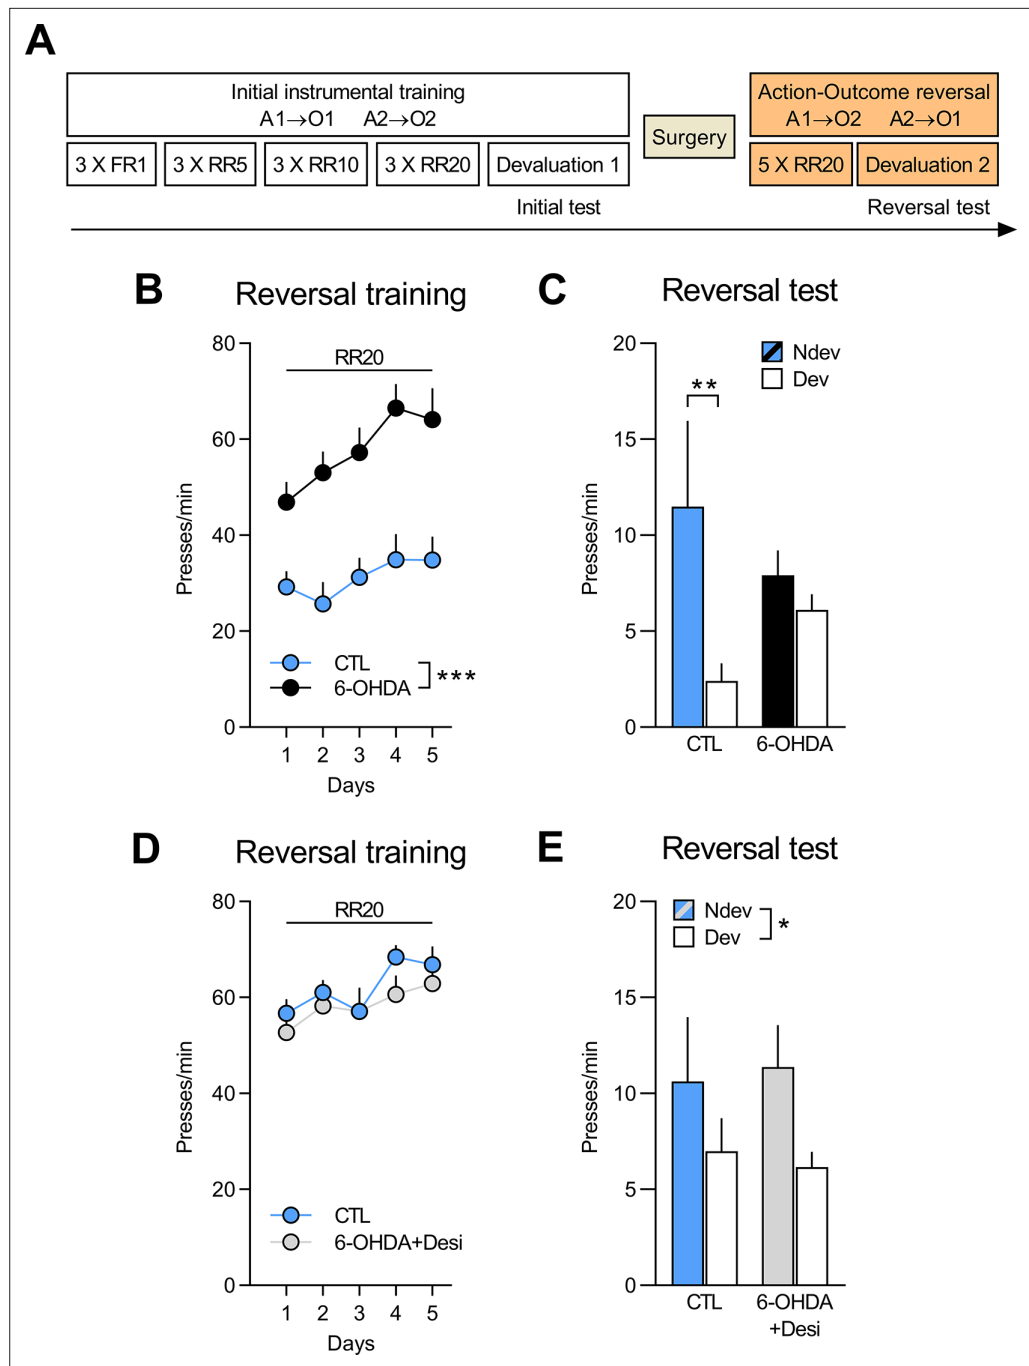 A
Initial instrumental training
A1→O1 A2→O2
3 X FR1 3 X RR5 3 X RR10 3 X RR20 Devaluation 1
Surgery
Action-Outcome reversal
A1→O2 A2→O1
5 X RR20 Devaluation 2
Initial test Reversal test
B Reversal training
80
60
40
20
0
Presses/min
RR20
CTL
6-OHDA
***
1 2 3 4 5
Days
C Reversal test
20
15
10
5
0
Presses/min
Ndev
Dev
**
CTL 6-OHDA
D Reversal training
80
60
40
20
0
Presses/min
RR20
CTL
6-OHDA+Desi
1 2 3 4 5
Days
E Reversal test
20
15
10
5
0
Presses/min
Ndev
Dev
*
CTL 6-OHDA
+Desi